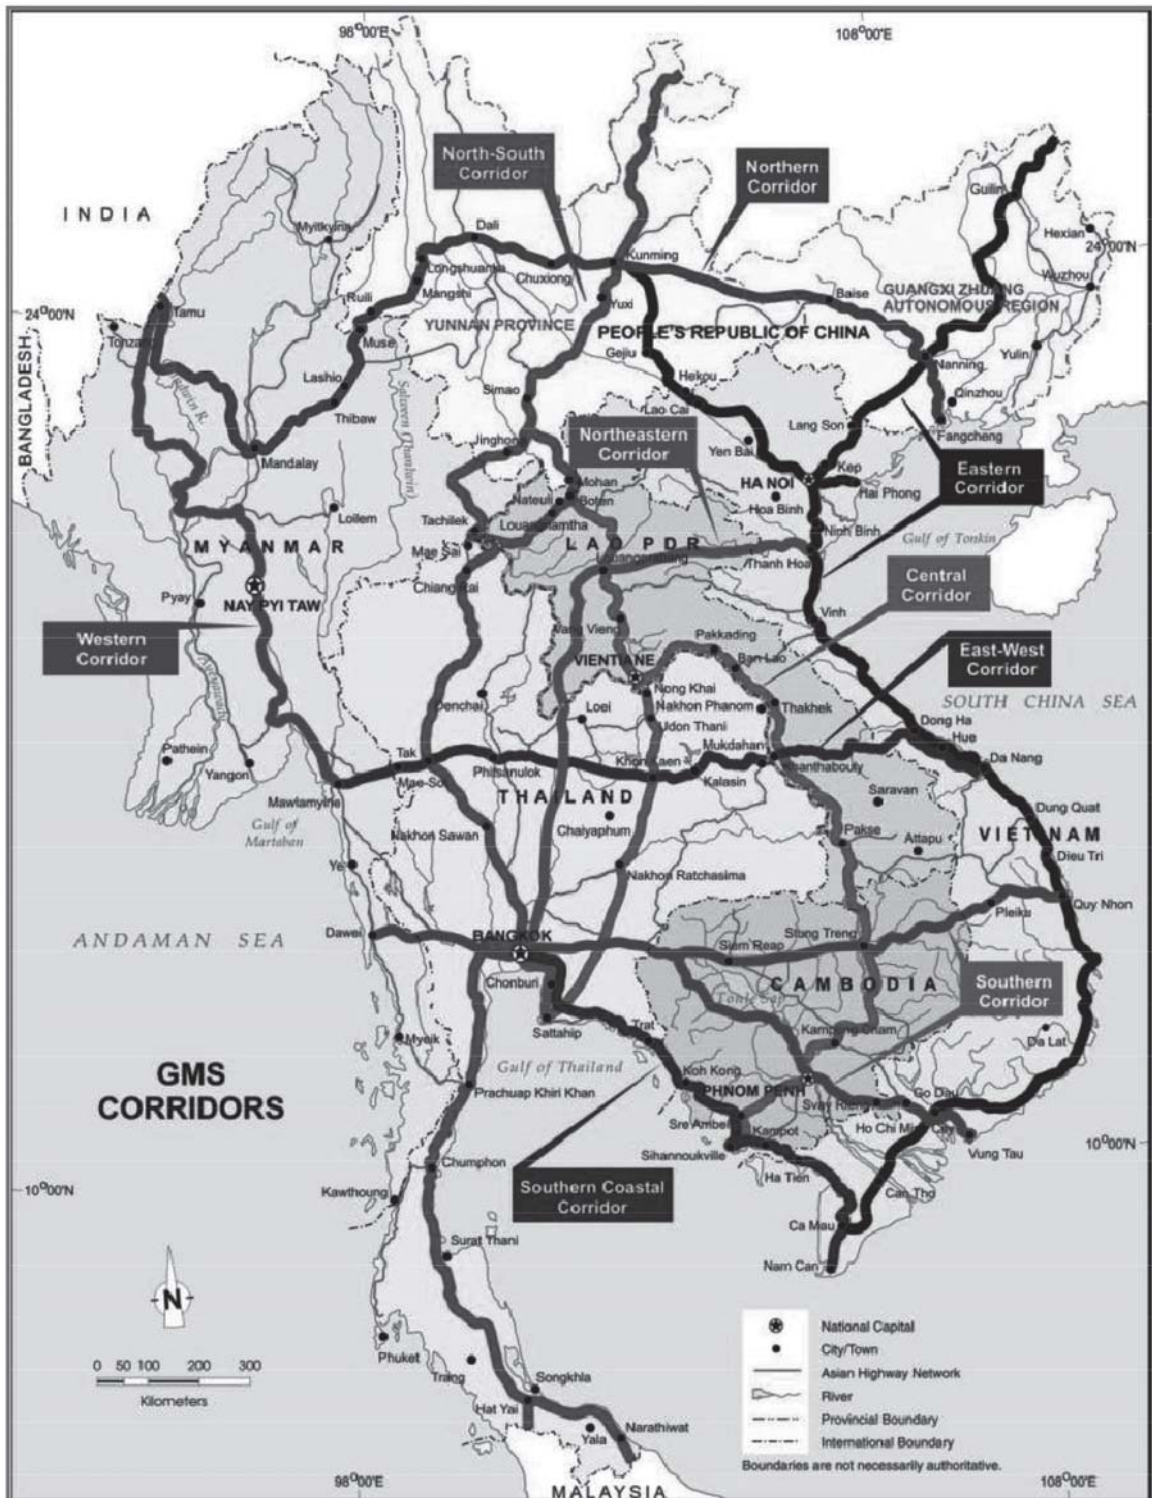 98°00'E
108°00'E
North-South
Corridor
Northern
Corridor
INDIA
Guilin
Myitkyina
Dali
Hexian
24°00'N
Kunming
Longshuantla
Chuxiong
Wuzhou
Mangshi
Baise
GUANGXI ZHUANG
AUTONOMOUS REGION
Ruili
Yuxi
Tamu
24°00'N
YUNNAN PROVINCE
PEOPLE'S REPUBLIC OF CHINA
Muse
Gejiu
Yulin
Nanning
BANGLADESH
Lashio
Simao
Hekou
Qinzhou
Salween (Thanlwin)
Thibaw
Lao Cai
Lang Son
Fangcheng
Jinghong
Northeastern
Corridor
Yen Bai
Mandalay
Kep
Eastern
Corridor
Mohan
HA NOI
Hai Phong
Nateuil
Boten
Hoa Binh
Loilem
Tachilek
Louangnamtha
Ninh Binh
MYANMAR
Mae Sai
LAO PDR
Gulf of Tonkin
Louangphabang
Thanh Hoa
Chiang Rai
Central
Corridor
NAY PYI TAW
Pyay
Vinh
Western
Corridor
Vang Vieng
Pakkading
East-West
Corridor
VIENTIANE
Ban Lao
Nong Khai
SOUTH CHINA SEA
Denchai
Loei
Nakhon Phanom
Thakhek
Udon Thani
Dong Ha
Hue
Pathein
Tak
Mukdahan
Yangon
Phitsanulok
Khon Kaen
Khanthabouly
Da Nang
Mae Sot
Kalasin
Mawlamyine
THAILAND
Saravan
Gulf of
Martaban
Chaiyaphum
Dung Quat
Nakhon Sawan
Pakse
Attapu
VIET NAM
Dieu Tri
Ye
Nakhon Ratchasima
Pleiku
Quy Nhon
Dawei
BANGKOK
Stung Treng
ANDAMAN SEA
Siem Reap
Chonburi
CAMBODIA
Southern
Corridor
Tonle Sap
Sattahip
Trat
Kampong Cham
Da Lat
Myeik
Gulf of Thailand
Koh Kong
GMS
CORRIDORS
Prachuap Khiri Khan
PHNOM PENH
Go Dau
Svay Rieng
Sre Ambel
Ho Chi Minh City
Kampot
Sihannoukville
Vung Tau
10°00'N
Chumphon
Ha Tien
10°00'N
Kawthoung
Southern Coastal
Corridor
Can Tho
Ca Mau
Surat Thani
Nam Can
N
National Capital
Phuket
City/Town
0 50 100 200 300
Trang
Asian Highway Network
Songkhla
Kilometers
River
Hat Yai
Narathiwat
Provincial Boundary
Yala
International Boundary
Boundaries are not necessarily authoritative.
98°00'E
MALAYSIA
108°00'E